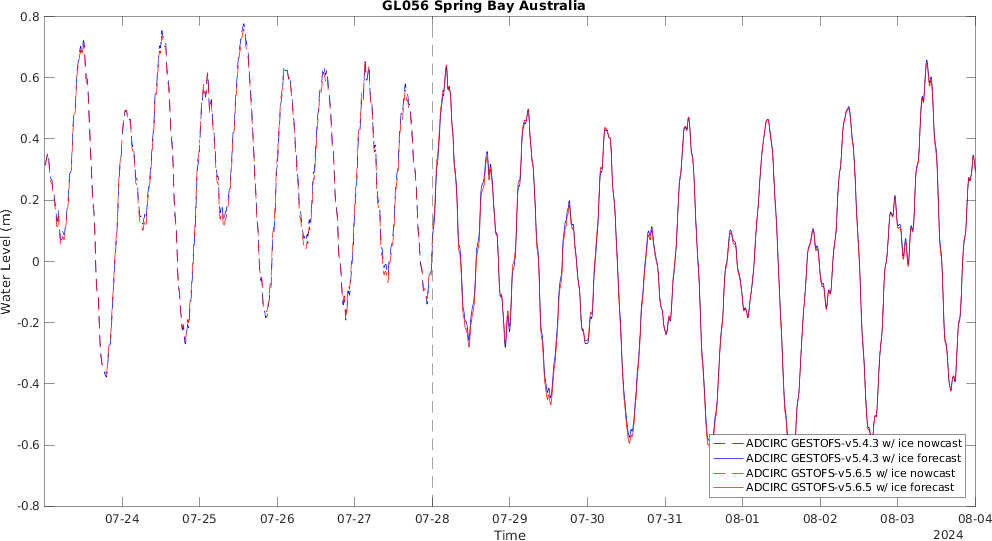 GL056 Spring Bay Australia
Water Level (m)
0.8
0.6
0.4
0.2
0
-0.2
-0.4
-0.6
-0.8
ADCIRC GESTOFS-v5.4.3 w/ ice nowcast
ADCIRC GESTOFS-v5.4.3 w/ ice forecast
ADCIRC GSTOFS-v5.6.5 w/ ice nowcast
ADCIRC GSTOFS-v5.6.5 w/ ice forecast
07-24 07-25 07-26 07-27 07-28 07-29 07-30 07-31 08-01 08-02 08-03 08-04
Time
2024